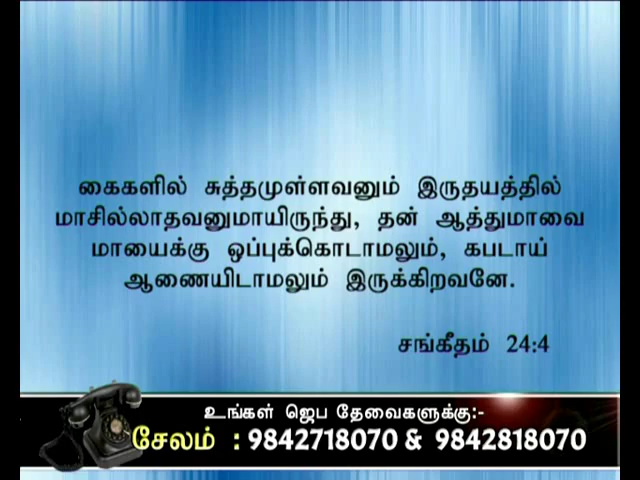 கைகளில் சுத்தமுள்ளவனும் இருதயத்தில்
மாசில்லாதவனுமாயிருந்து, தன் ஆத்துமாவை
மாயைக்கு ஒப்புக்கொடாமலும், கபடாய்
ஆணையிடாமலும் இருக்கிறவனே.
சங்கீதம் 24:4
உங்கள் ஜெப தேவைகளுக்கு:-
சேலம் : 9842718070 & 9842818070